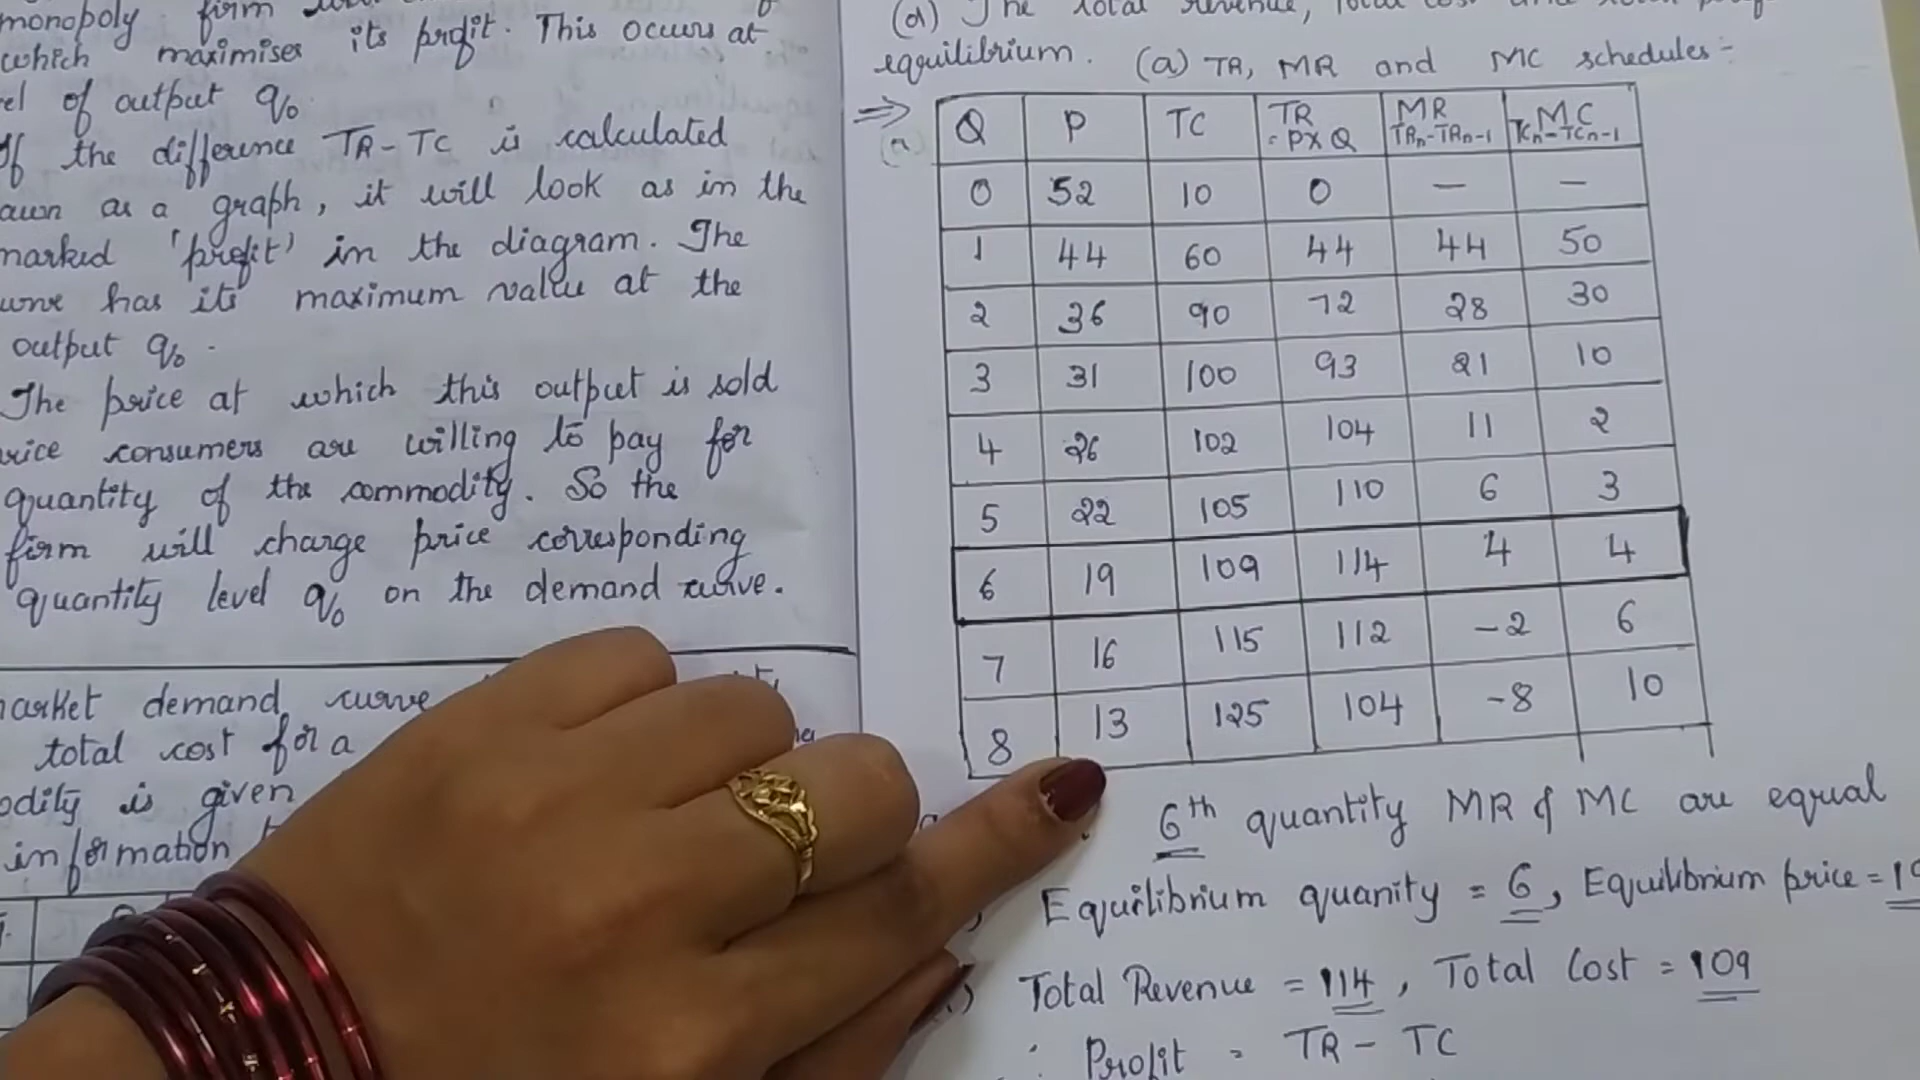 monopoly firm
which maximises its profit. This occurs at
el of output q₀
If the difference TR-TC is calculated
awn as a graph, it will look as in the
marked 'profit' in the diagram. The
urve has its maximum value at the
output q₀.
The price at which this output is sold
rice consumers are willing to pay for
quantity of the commodity. So the
firm will charge price corresponding
quantity level q₀ on the demand curve.
market demand curve
total cost for a
odity is given
information
(d) The total revenue, total cost and total
equilibrium. (a) TR, MR and MC schedules:-
(a
Q P TC TR = P×Q MR TRn-TRn-1 MC TCn-TCn-1
0 52 10 0 — —
1 44 60 44 44 50
2 36 90 72 28 30
3 31 100 93 21 10
4 26 102 104 11 2
5 22 105 110 6 3
6 19 109 114 4 4
7 16 115 112 -2 6
8 13 125 104 -8 10
6th quantity MR & MC are equal
Equilibrium quanity = 6, Equilibrium price = 19
Total Revenue = 114, Total Cost = 109
∴ Profit = TR - TC